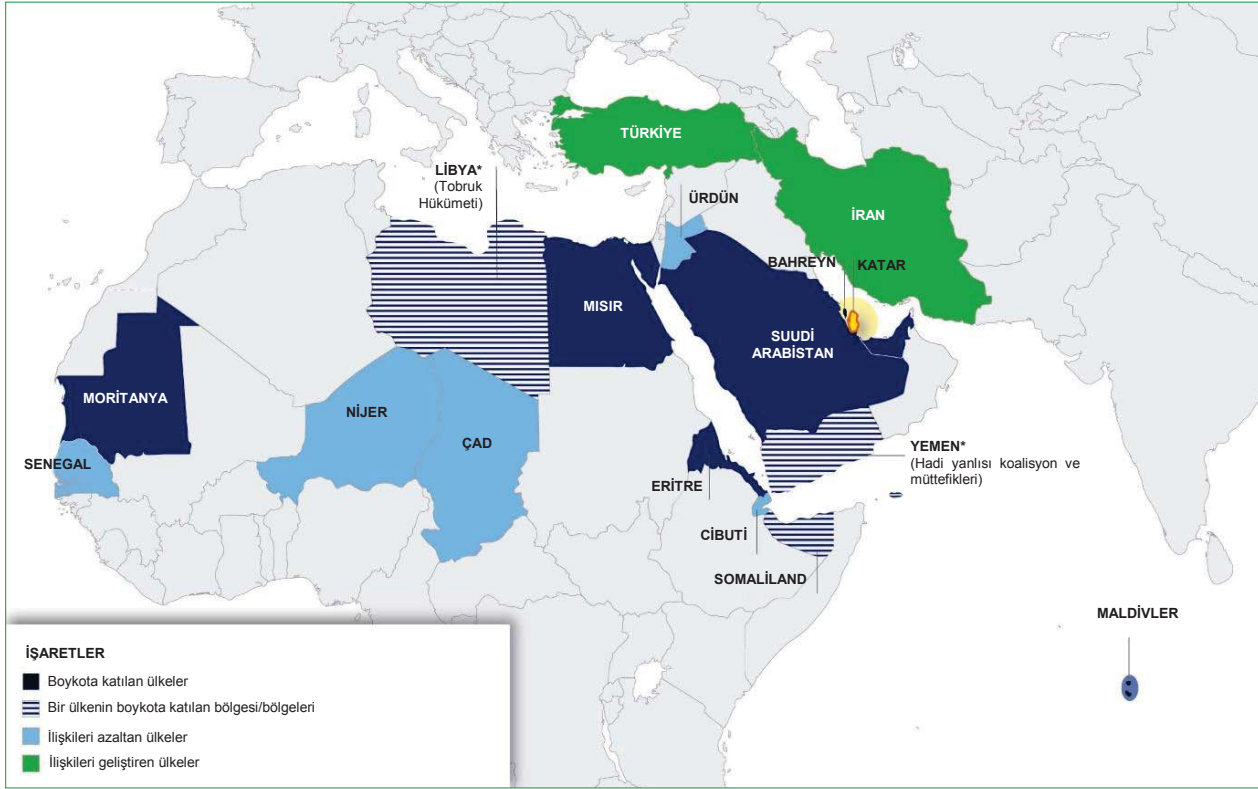 TÜRKİYE
LİBYA*
(Tobruk
Hükümeti)
ÜRDÜN
İRAN
BAHREYN
KATAR
MISIR
SUUDİ
ARABİSTAN
MORİTANYA
NİJER
ÇAD
SENEGAL
YEMEN*
(Hadi yanlısı koalisyon ve
müttefikleri)
ERİTRE
CİBUTİ
SOMALİLAND
MALDİVLER
İŞARETLER
Boykota katılan ülkeler
Bir ülkenin boykota katılan bölgesi/bölgeleri
İlişkileri azaltan ülkeler
İlişkileri geliştiren ülkeler